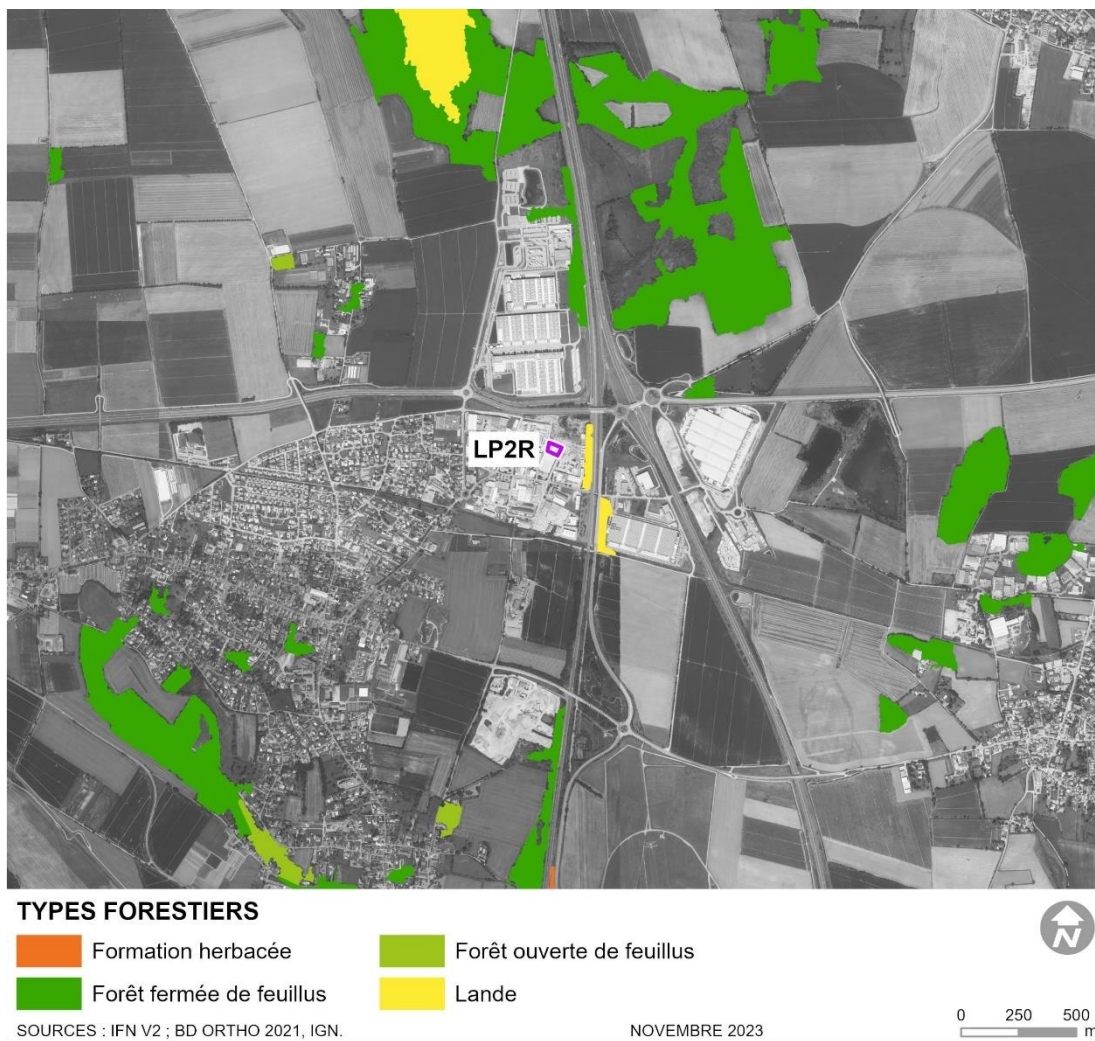 LP2R
TYPES FORESTIERS
Formation herbacée
Forêt ouverte de feuillus
Forêt fermée de feuillus
Lande
N
SOURCES : IFN V2 ; BD ORTHO 2021, IGN.
NOVEMBRE 2023
0 250 500
m